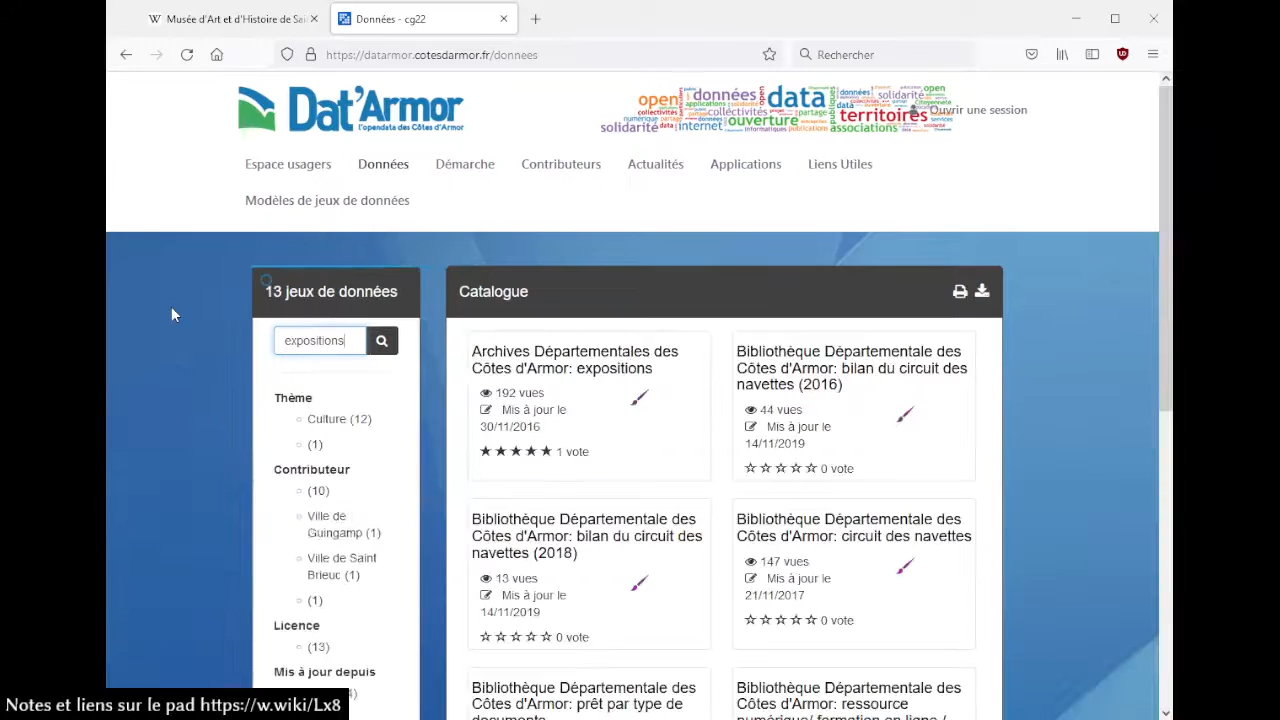 Musée d'Art et d'Histoire de Sai
Données - cg22
https://datarmor.cotesdarmor.fr/donnees
Rechercher
Dat'Armor
l'opendata des Côtes d'Armor
open données data solidarité
collectivités territoires
solidarité internet ouverture associations
Ouvrir une session
Espace usagers
Données
Démarche
Contributeurs
Actualités
Applications
Liens Utiles
Modèles de jeux de données
13 jeux de données
expositions
Thème
Culture (12)
(1)
Contributeur
(10)
Ville de
Guingamp (1)
Ville de Saint
Brieuc (1)
(1)
Licence
(13)
Mis à jour depuis
4)
Catalogue
Archives Départementales des
Côtes d'Armor: expositions
192 vues
Mis à jour le
30/11/2016
1 vote
Bibliothèque Départementale des
Côtes d'Armor: bilan du circuit des
navettes (2016)
44 vues
Mis à jour le
14/11/2019
0 vote
Bibliothèque Départementale des
Côtes d'Armor: bilan du circuit des
navettes (2018)
13 vues
Mis à jour le
14/11/2019
0 vote
Bibliothèque Départementale des
Côtes d'Armor: circuit des navettes
147 vues
Mis à jour le
21/11/2017
0 vote
Bibliothèque Départementale des
Côtes d'Armor: prêt par type de
documents
Bibliothèque Départementale des
Côtes d'Armor: ressource
numérique/ formation en ligne /
Notes et liens sur le pad https://w.wiki/Lx8